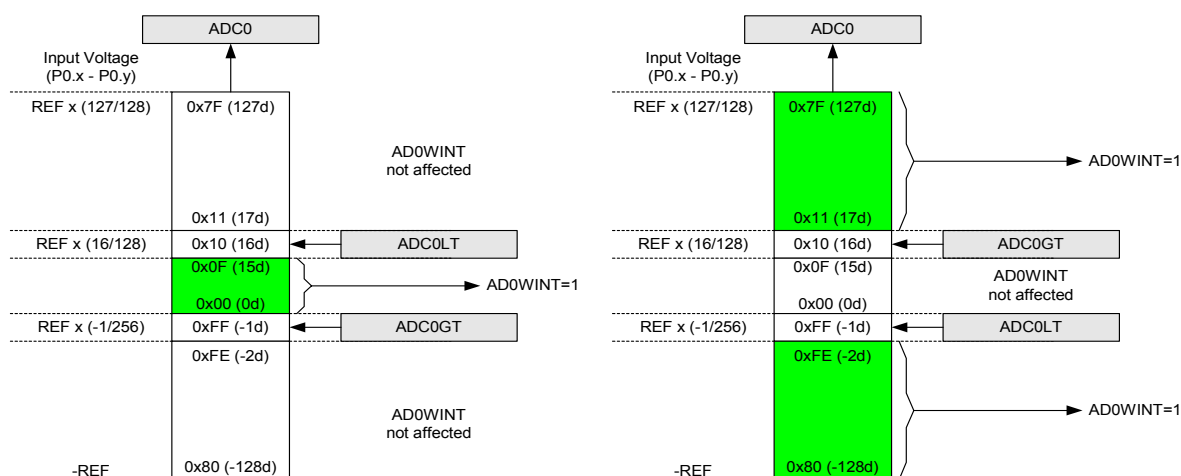 ADC0
Input Voltage
(P0.x - P0.y)
REF x (127/128)
0x7F (127d)
AD0WINT
not affected
0x11 (17d)
REF x (16/128)
0x10 (16d)
ADC0LT
0x0F (15d)
AD0WINT=1
0x00 (0d)
REF x (-1/256)
0xFF (-1d)
ADC0GT
0xFE (-2d)
AD0WINT
not affected
-REF
0x80 (-128d)
ADC0
Input Voltage
(P0.x - P0.y)
REF x (127/128)
0x7F (127d)
AD0WINT=1
0x11 (17d)
REF x (16/128)
0x10 (16d)
ADC0GT
0x0F (15d)
AD0WINT
not affected
0x00 (0d)
REF x (-1/256)
0xFF (-1d)
ADC0LT
0xFE (-2d)
AD0WINT=1
-REF
0x80 (-128d)